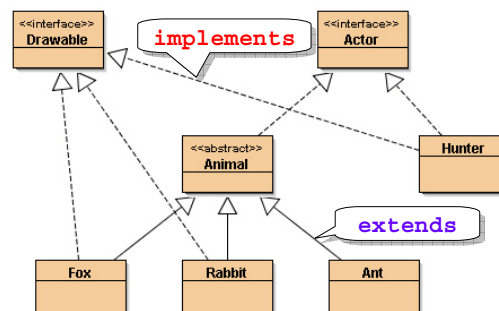 <<interface>>
Drawable
implements
<<interface>>
Actor
<<abstract>>
Animal
Hunter
extends
Fox
Rabbit
Ant